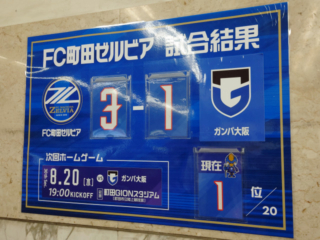 FC町田ゼルビア 試合結果
3-1
FC町田ゼルビア
ガンバ大阪
次回ホームゲーム
8.20
VS ガンバ大阪
19:00 KICKOFF
町田GIONスタジアム
現在
1位/20